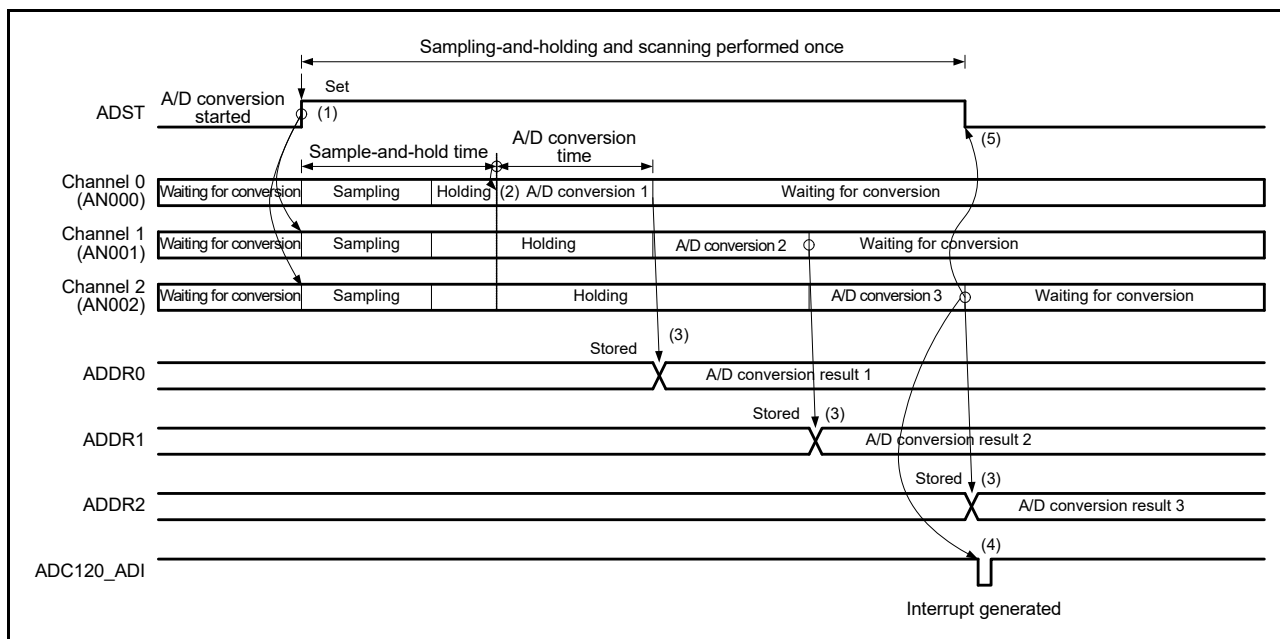 Sampling-and-holding and scanning performed once
Set
ADST
A/D conversion
started
(1)
(5)
Sample-and-hold time
A/D conversion
time
Channel 0
(AN000)
Waiting for conversion
Sampling
Holding
(2)
A/D conversion 1
Waiting for conversion
Channel 1
(AN001)
Waiting for conversion
Sampling
Holding
A/D conversion 2
Waiting for conversion
Channel 2
(AN002)
Waiting for conversion
Sampling
Holding
A/D conversion 3
Waiting for conversion
Stored
(3)
ADDR0
A/D conversion result 1
Stored
(3)
ADDR1
A/D conversion result 2
Stored
(3)
ADDR2
A/D conversion result 3
(4)
ADC120_ADI
Interrupt generated